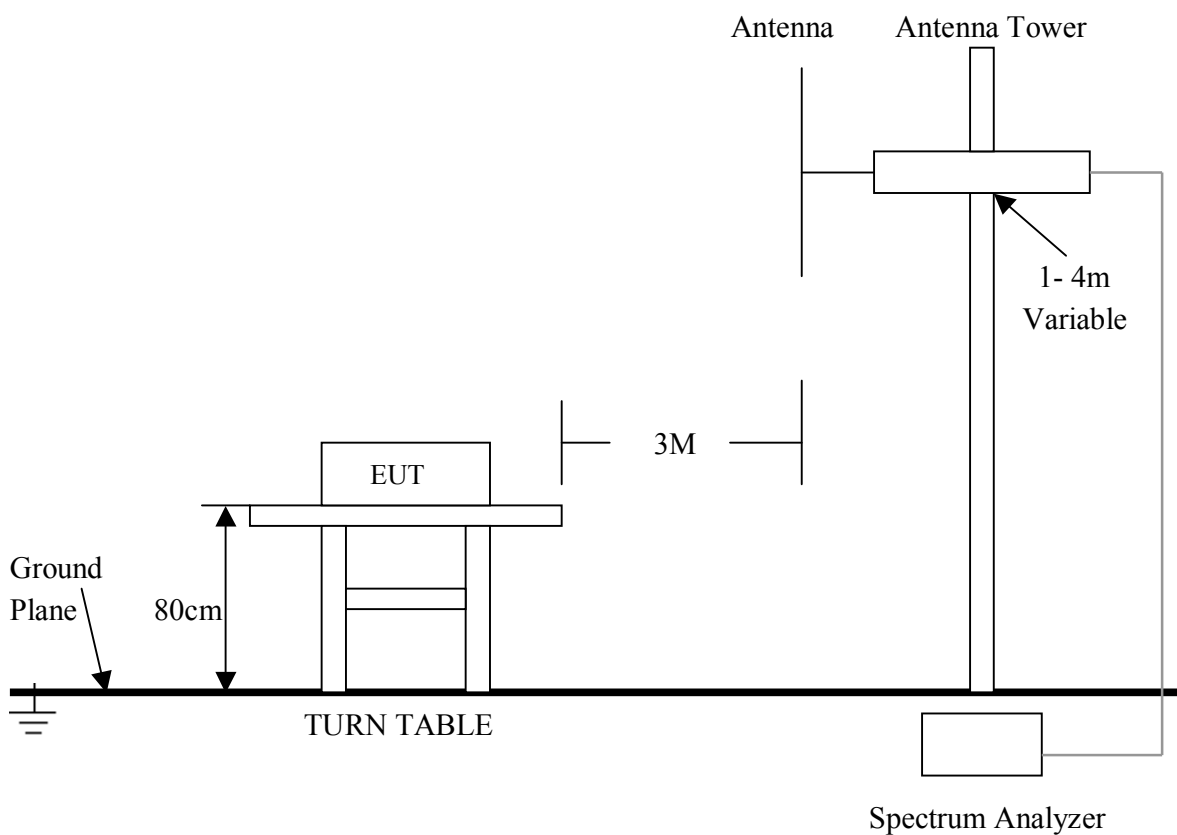 Antenna
Antenna Tower
1- 4m
Variable
3M
EUT
Ground
Plane
80cm
TURN TABLE
Spectrum Analyzer